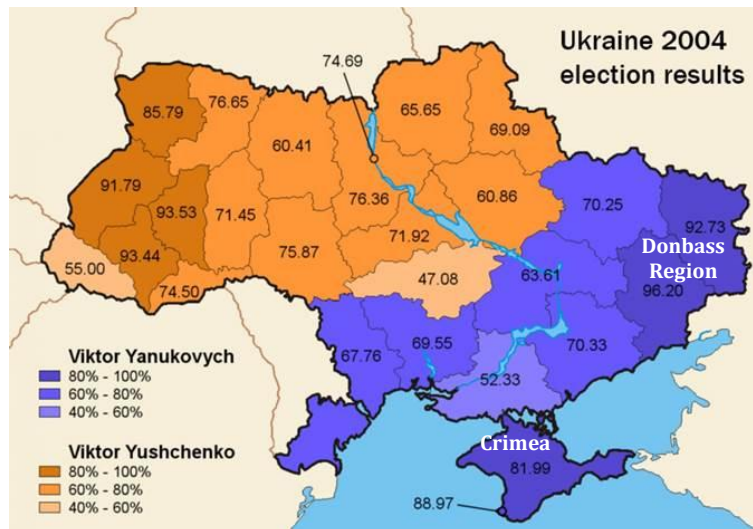 Ukraine 2004
election results
74.69
85.79
76.65
60.41
65.65
69.09
91.79
93.53
71.45
76.36
60.86
70.25
92.73
93.44
75.87
71.92
Donbass
Region
55.00
74.50
47.08
63.61
96.20
67.76
69.55
70.33
52.33
Viktor Yanukovych
80% - 100%
60% - 80%
40% - 60%
Crimea
81.99
88.97
Viktor Yushchenko
80% - 100%
60% - 80%
40% - 60%